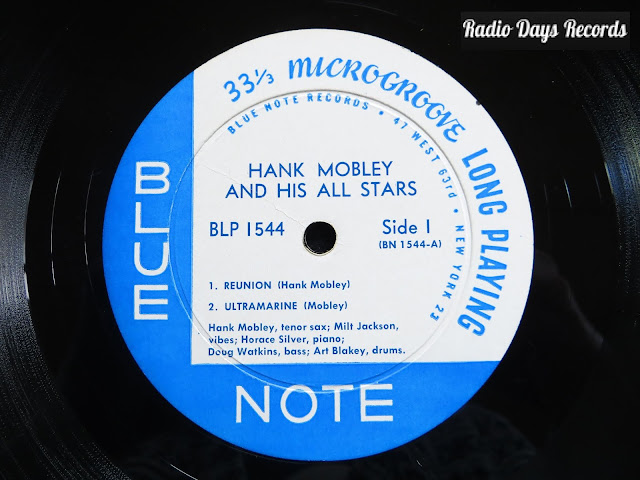 Radio Days Records
33⅓ MICROGROOVE LONG PLAYING
BLUE NOTE RECORDS • 47 WEST 63rd • NEW YORK 23
HANK MOBLEY
AND HIS ALL STARS
BLP 1544
Side 1
(BN 1544-A)
1. REUNION (Hank Mobley)
2. ULTRAMARINE (Mobley)
Hank Mobley, tenor sax; Milt Jackson,
vibes; Horace Silver, piano;
Doug Watkins, bass; Art Blakey, drums.
BLUE
NOTE